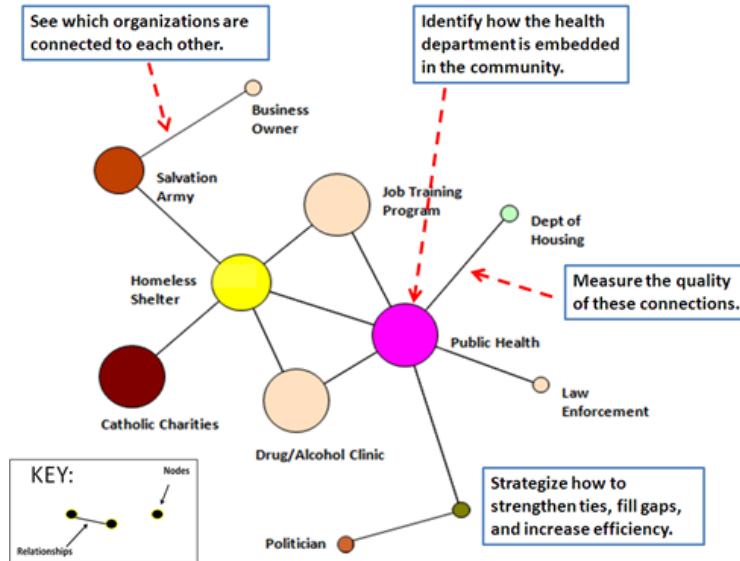 See which organizations are
connected to each other.
Identify how the health
department is embedded
in the community.
Business
Owner
Salvation
Army
Job Training
Program
Dept of
Housing
Homeless
Shelter
Measure the quality
of these connections.
Public Health
Law
Enforcement
Catholic Charities
Drug/Alcohol Clinic
KEY:
Nodes
Relationships
Strategize how to
strengthen ties, fill gaps,
and increase efficiency.
Politician